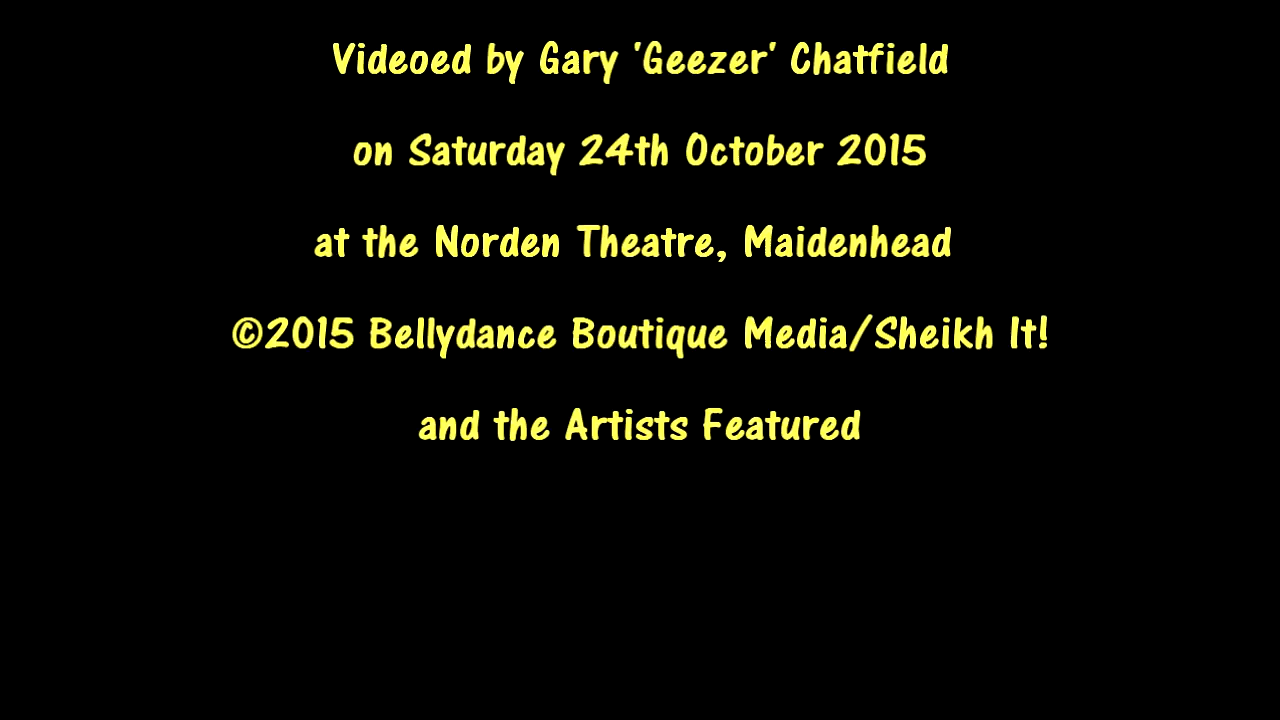 Videoed by Gary 'Geezer' Chatfield
on Saturday 24th October 2015
at the Norden Theatre, Maidenhead
©2015 Bellydance Boutique Media/Sheikh It!
and the Artists Featured